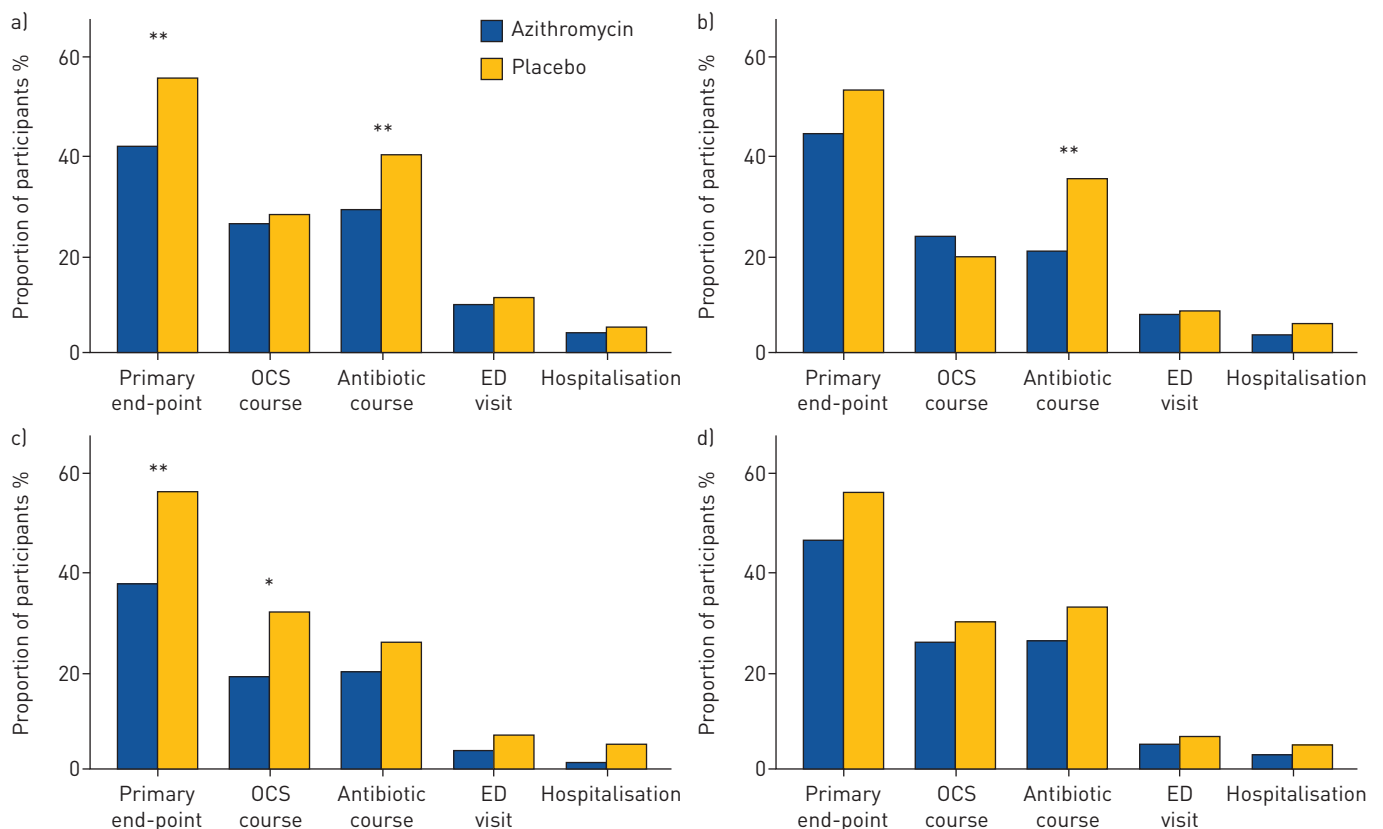 a)
Proportion of participants %
60
40
20
0
**
**
Azithromycin
Placebo
Primary
end-point
OCS
course
Antibiotic
course
ED
visit
Hospitalisation
b)
Proportion of participants %
60
40
20
0
**
Primary
end-point
OCS
course
Antibiotic
course
ED
visit
Hospitalisation
c)
Proportion of participants %
60
40
20
0
**
*
Primary
end-point
OCS
course
Antibiotic
course
ED
visit
Hospitalisation
d)
Proportion of participants %
60
40
20
0
Primary
end-point
OCS
course
Antibiotic
course
ED
visit
Hospitalisation